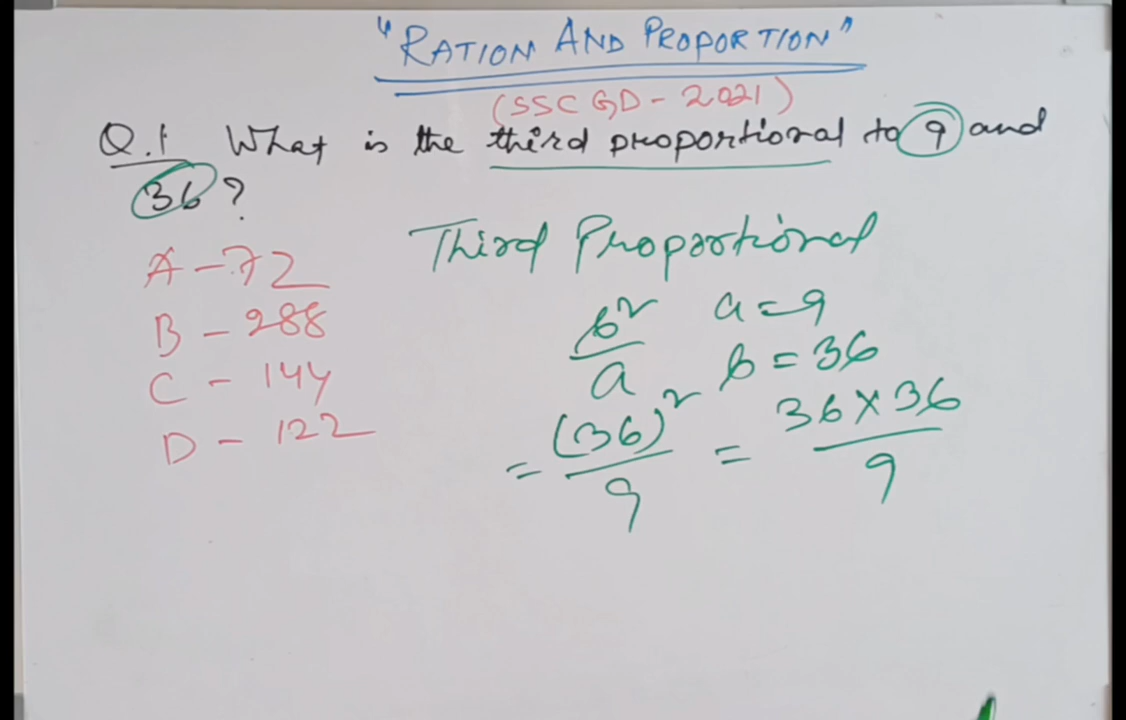 "RATION AND PROPORTION"
(SSC GD - 2021)
Q.1 What is the third proportional to 9 and
36?
A - 72
B - 288
C - 144
D - 122
Third Proportional
b²/a a = 9
b = 36
= (36)²/9 = 36 × 36/9